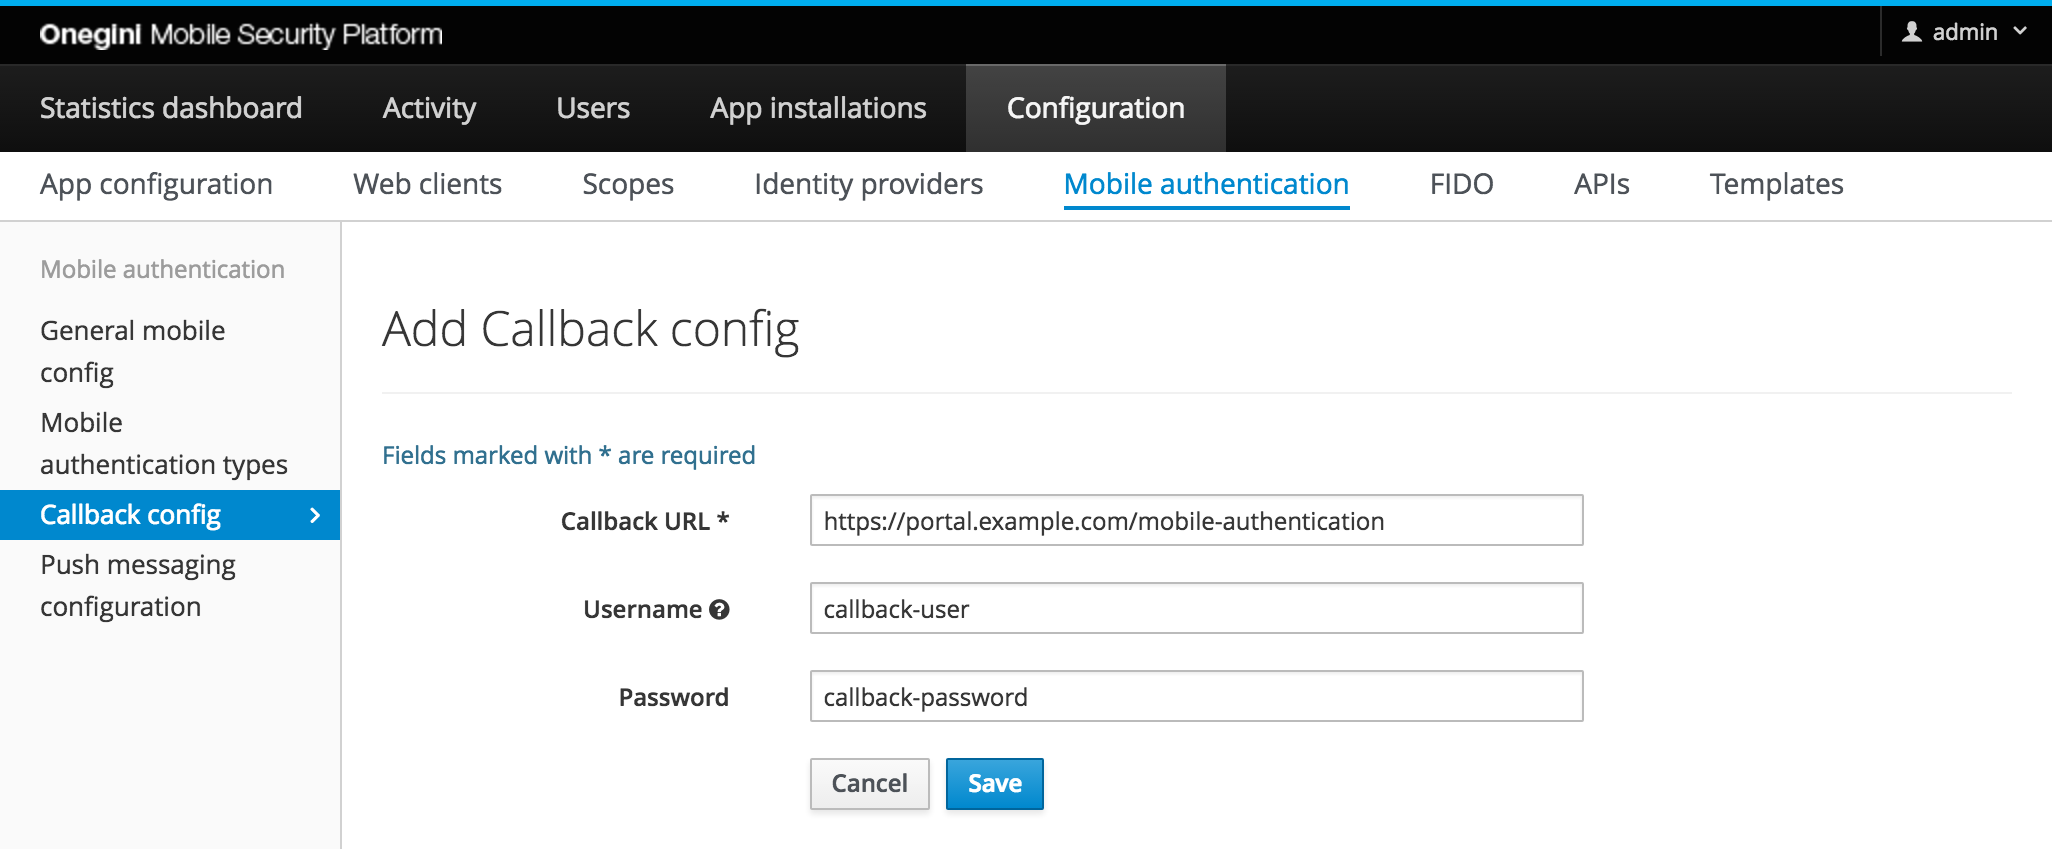 Onegini Mobile Security Platform
admin
Statistics dashboard Activity Users App installations Configuration
App configuration Web clients Scopes Identity providers Mobile authentication FIDO APIs Templates
Mobile authentication
General mobile
config
Mobile
authentication types
Callback config
Push messaging
configuration
Add Callback config
Fields marked with * are required
Callback URL * https://portal.example.com/mobile-authentication
Username callback-user
Password callback-password
Cancel Save